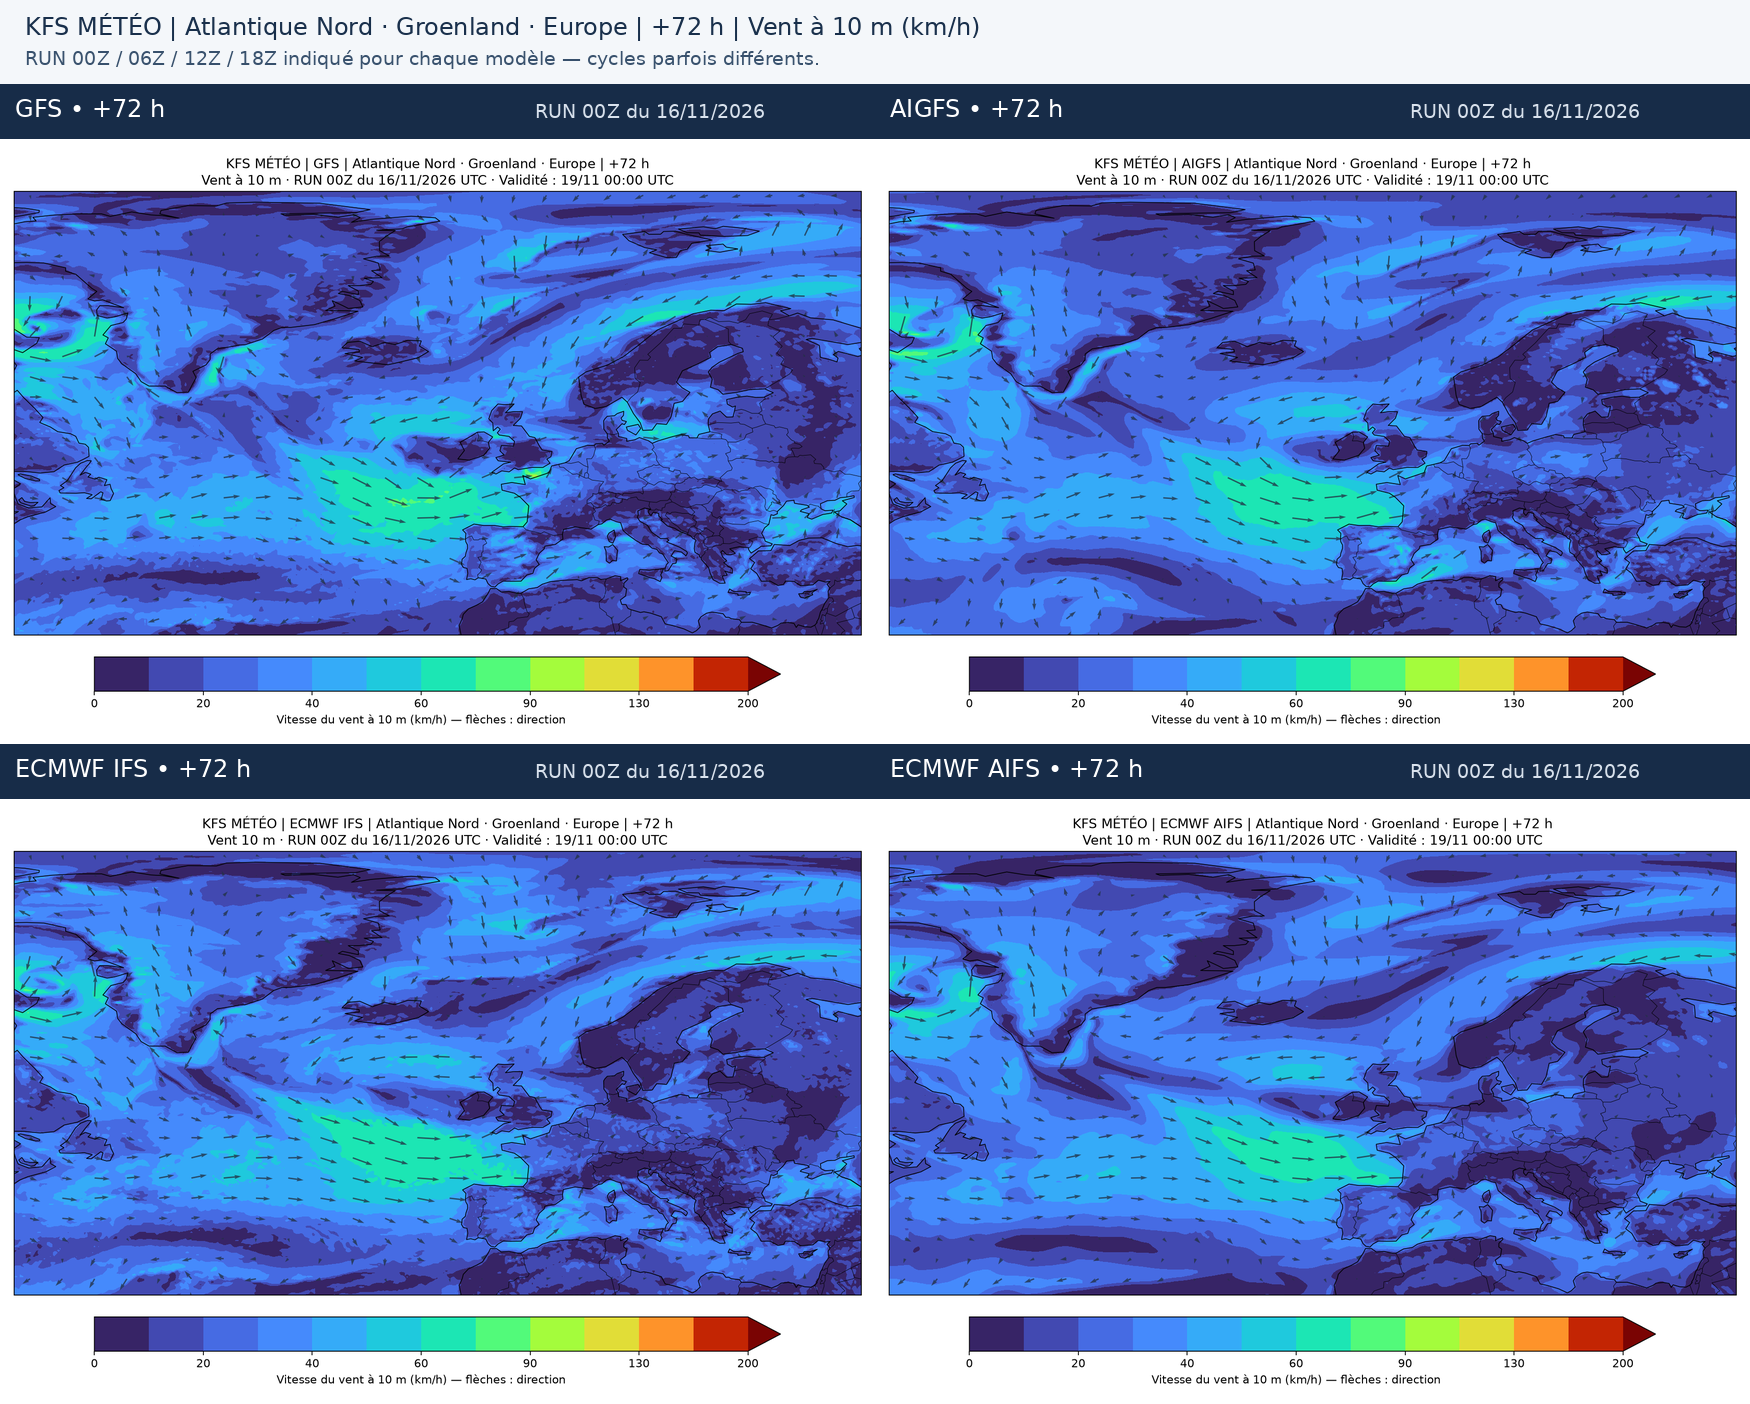 KFS MÉTÉO | Atlantique Nord · Groenland · Europe | +72 h | Vent à 10 m (km/h)
RUN 00Z / 06Z / 12Z / 18Z indiqué pour chaque modèle — cycles parfois différents.
GFS • +72 h
RUN 00Z du 16/11/2026
KFS MÉTÉO | GFS | Atlantique Nord · Groenland · Europe | +72 h
Vent à 10 m · RUN 00Z du 16/11/2026 UTC · Validité : 19/11 00:00 UTC
0 20 40 60 90 130 200
Vitesse du vent à 10 m (km/h) — flèches : direction
AIGFS • +72 h
RUN 00Z du 16/11/2026
KFS MÉTÉO | AIGFS | Atlantique Nord · Groenland · Europe | +72 h
Vent à 10 m · RUN 00Z du 16/11/2026 UTC · Validité : 19/11 00:00 UTC
0 20 40 60 90 130 200
Vitesse du vent à 10 m (km/h) — flèches : direction
ECMWF IFS • +72 h
RUN 00Z du 16/11/2026
KFS MÉTÉO | ECMWF IFS | Atlantique Nord · Groenland · Europe | +72 h
Vent 10 m · RUN 00Z du 16/11/2026 UTC · Validité : 19/11 00:00 UTC
0 20 40 60 90 130 200
Vitesse du vent à 10 m (km/h) — flèches : direction
ECMWF AIFS • +72 h
RUN 00Z du 16/11/2026
KFS MÉTÉO | ECMWF AIFS | Atlantique Nord · Groenland · Europe | +72 h
Vent 10 m · RUN 00Z du 16/11/2026 UTC · Validité : 19/11 00:00 UTC
0 20 40 60 90 130 200
Vitesse du vent à 10 m (km/h) — flèches : direction